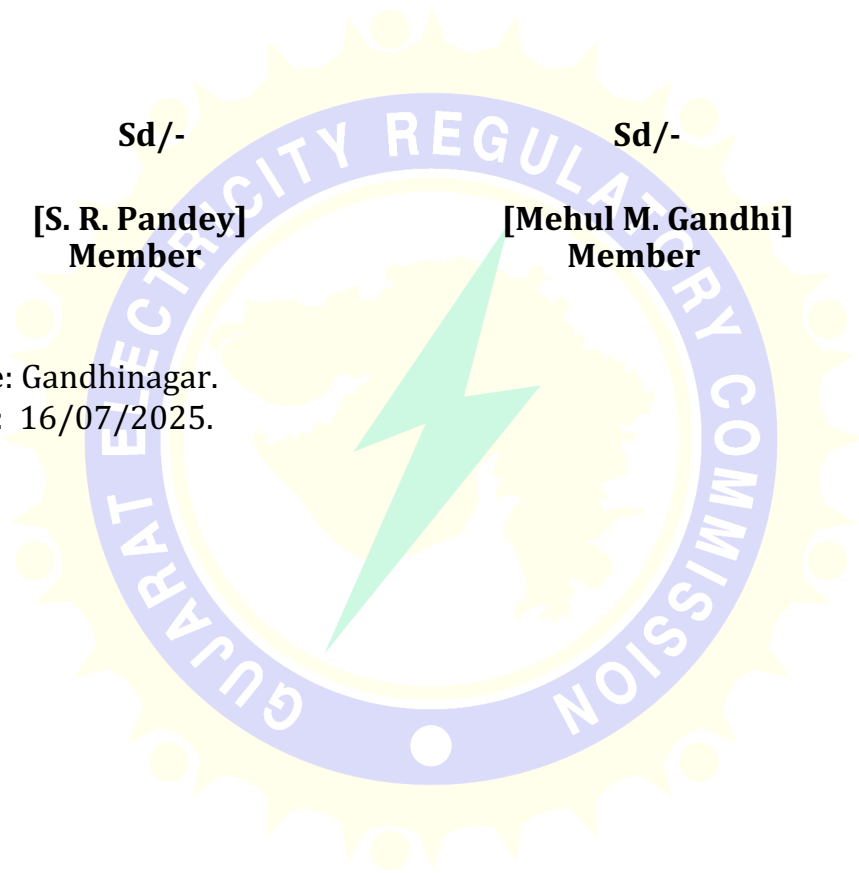 Sd/- Sd/-
[S. R. Pandey] [Mehul M. Gandhi]
Member Member
e: Gandhinagar.
: 16/07/2025.
GUJARAT ELECTRICITY REGULATORY COMMISSION